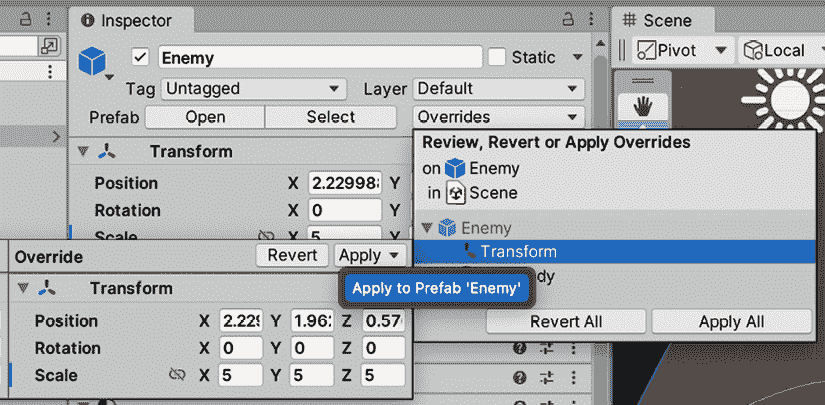 Inspector
Scene
Enemy
Static
Pivot
Local
Tag Untagged Layer Default
Prefab Open Select Overrides
Transform
Position X 2.22998 Y
Rotation X 0 Y
Scale X 5 Y
Review, Revert or Apply Overrides
on Enemy
in Scene
Enemy
Transform
dy
Revert All Apply All
Override Revert Apply
Apply to Prefab 'Enemy'
Transform
Position X 2.229 Y 1.962 Z 0.57
Rotation X 0 Y 0 Z 0
Scale X 5 Y 5 Z 5